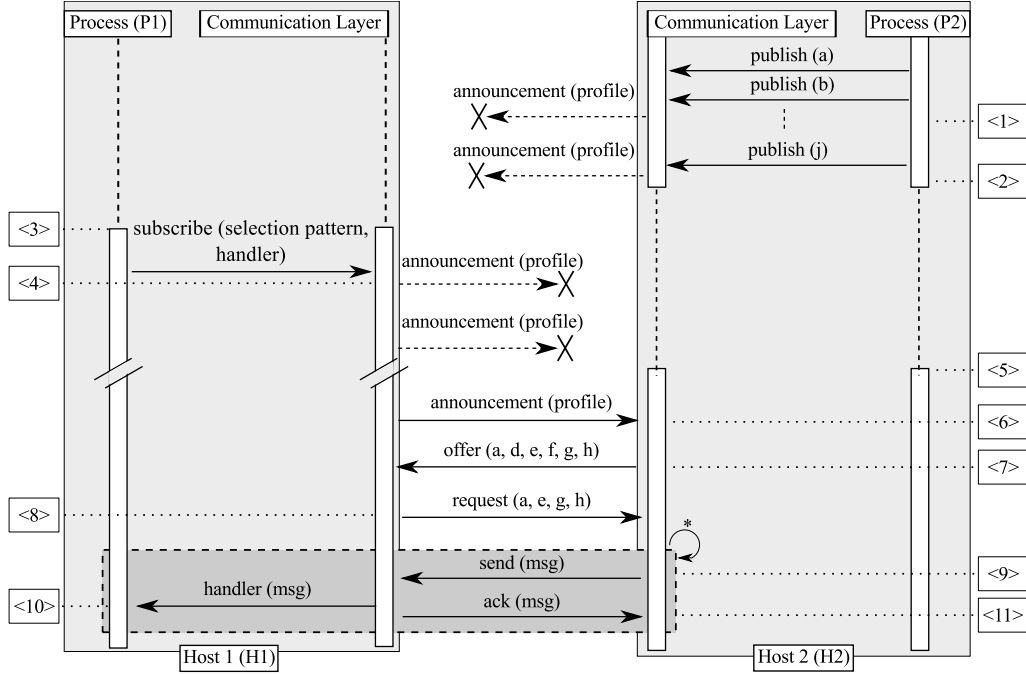 Process (P1)
Communication Layer
Communication Layer
Process (P2)
publish (a)
publish (b)
announcement (profile)
<1>
publish (j)
announcement (profile)
<2>
<3>
subscribe (selection pattern,
handler)
<4>
announcement (profile)
announcement (profile)
<5>
announcement (profile)
<6>
offer (a, d, e, f, g, h)
<7>
request (a, e, g, h)
<8>
*
send (msg)
<9>
handler (msg)
<10>
ack (msg)
<11>
Host 1 (H1)
Host 2 (H2)